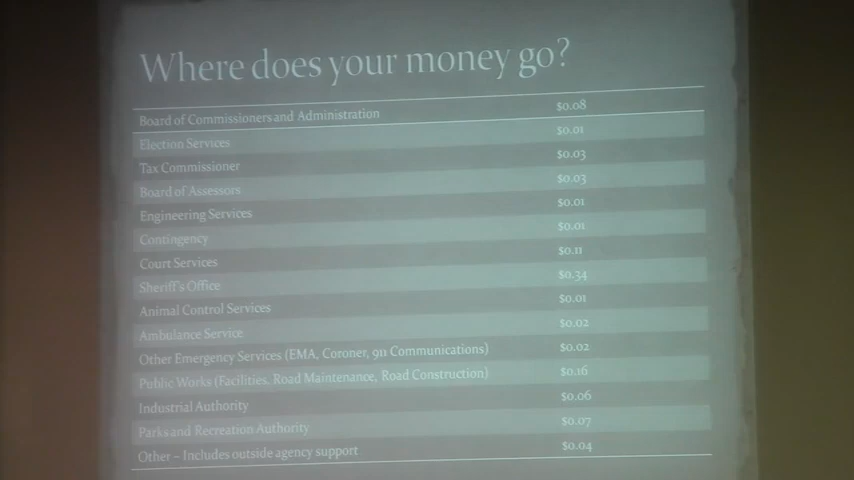 Where does your money go?
Board of Commissioners and Administration $0.08
Election Services $0.01
Tax Commissioner $0.03
Board of Assessors $0.03
Engineering Services $0.01
Contingency $0.01
Court Services $0.11
Sheriff's Office $0.34
Animal Control Services $0.01
Ambulance Service $0.02
Other Emergency Services (EMA, Coroner, 911 Communications) $0.02
Public Works (Facilities, Road Maintenance, Road Construction) $0.16
Industrial Authority $0.06
Parks and Recreation Authority $0.07
Other – Includes outside agency support $0.04